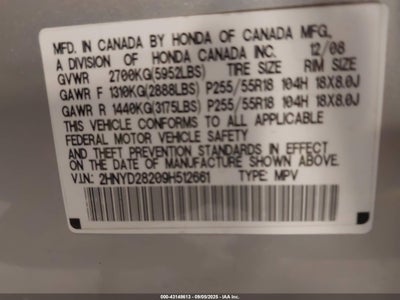 MFD. IN CANADA BY HONDA OF CANADA MFG.,
A DIVISION OF HONDA CANADA INC. 12/08
GVWR 2700KG(5952LBS) TIRE SIZE RIM SIZE
GAWR F 1310KG(2888LBS) P255/55R18 104H 18X8.0J
GAWR R 1440KG(3175LBS) P255/55R18 104H 18X8.0J
THIS VEHICLE CONFORMS TO ALL APPLICABLE
FEDERAL MOTOR VEHICLE SAFETY
AND THEFT PREVENTION STANDARDS IN EFFECT
ON THE DATE OF MANUFACTURE SHOWN ABOVE.
V.I.N.: 2HNYD28209H512661 TYPE: MPV
000-43148613 - 09/05/2025 - IAA Inc.